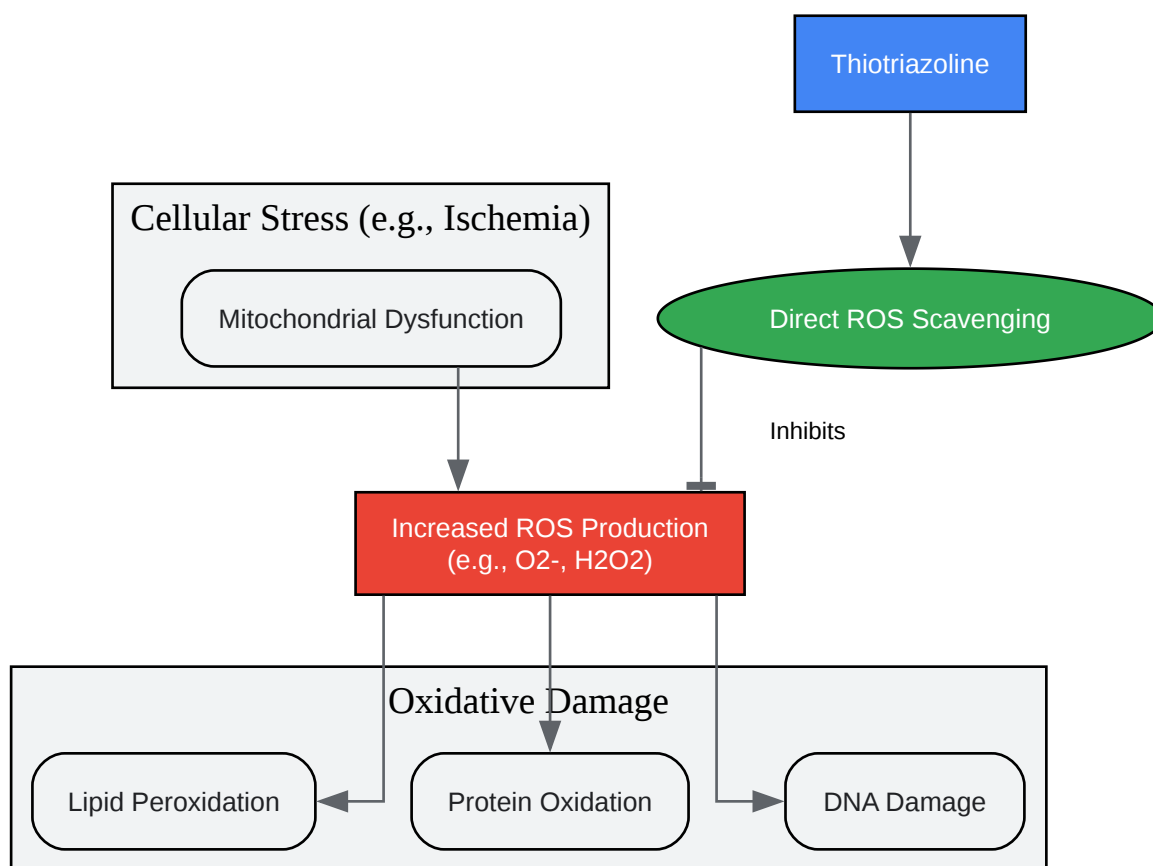 Thiotriazoline
Cellular Stress (e.g., Ischemia)
Mitochondrial Dysfunction
Direct ROS Scavenging
Inhibits
Increased ROS Production
(e.g., O2-, H2O2)
Oxidative Damage
Lipid Peroxidation
Protein Oxidation
DNA Damage